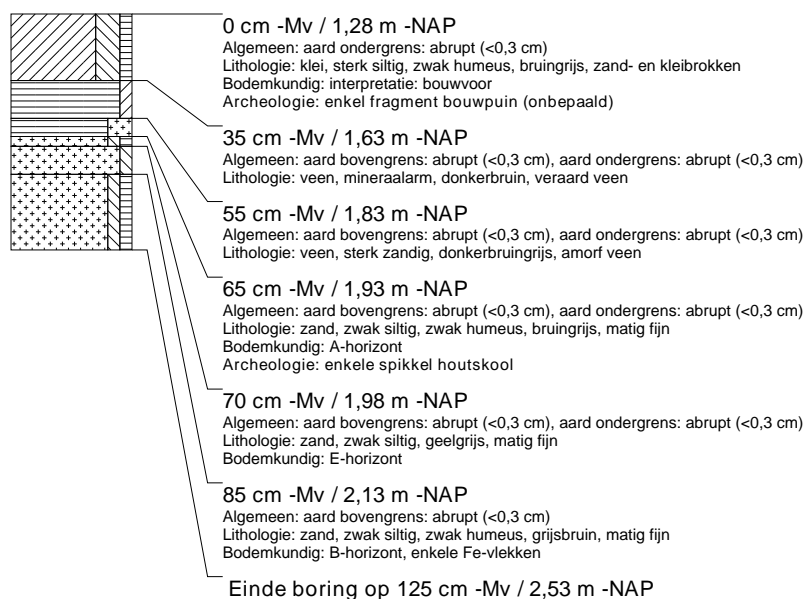 0 cm -Mv / 1,28 m -NAP
Algemeen: aard ondergrens: abrupt (<0,3 cm)
Lithologie: klei, sterk siltig, zwak humeus, bruingrijs, zand- en kleibrokken
Bodemkundig: interpretatie: bouwvoor
Archeologie: enkel fragment bouwpuin (onbepaald)
35 cm -Mv / 1,63 m -NAP
Algemeen: aard bovengrens: abrupt (<0,3 cm), aard ondergrens: abrupt (<0,3 cm)
Lithologie: veen, mineraalarm, donkerbruin, veraard veen
55 cm -Mv / 1,83 m -NAP
Algemeen: aard bovengrens: abrupt (<0,3 cm), aard ondergrens: abrupt (<0,3 cm)
Lithologie: veen, sterk zandig, donkerbruingrijs, amorf veen
65 cm -Mv / 1,93 m -NAP
Algemeen: aard bovengrens: abrupt (<0,3 cm), aard ondergrens: abrupt (<0,3 cm)
Lithologie: zand, zwak siltig, zwak humeus, bruingrijs, matig fijn
Bodemkundig: A-horizont
Archeologie: enkele spikkel houtskool
70 cm -Mv / 1,98 m -NAP
Algemeen: aard bovengrens: abrupt (<0,3 cm), aard ondergrens: abrupt (<0,3 cm)
Lithologie: zand, zwak siltig, geelgrijs, matig fijn
Bodemkundig: E-horizont
85 cm -Mv / 2,13 m -NAP
Algemeen: aard bovengrens: abrupt (<0,3 cm)
Lithologie: zand, zwak siltig, zwak humeus, grijsbruin, matig fijn
Bodemkundig: B-horizont, enkele Fe-vlekken
Einde boring op 125 cm -Mv / 2,53 m -NAP